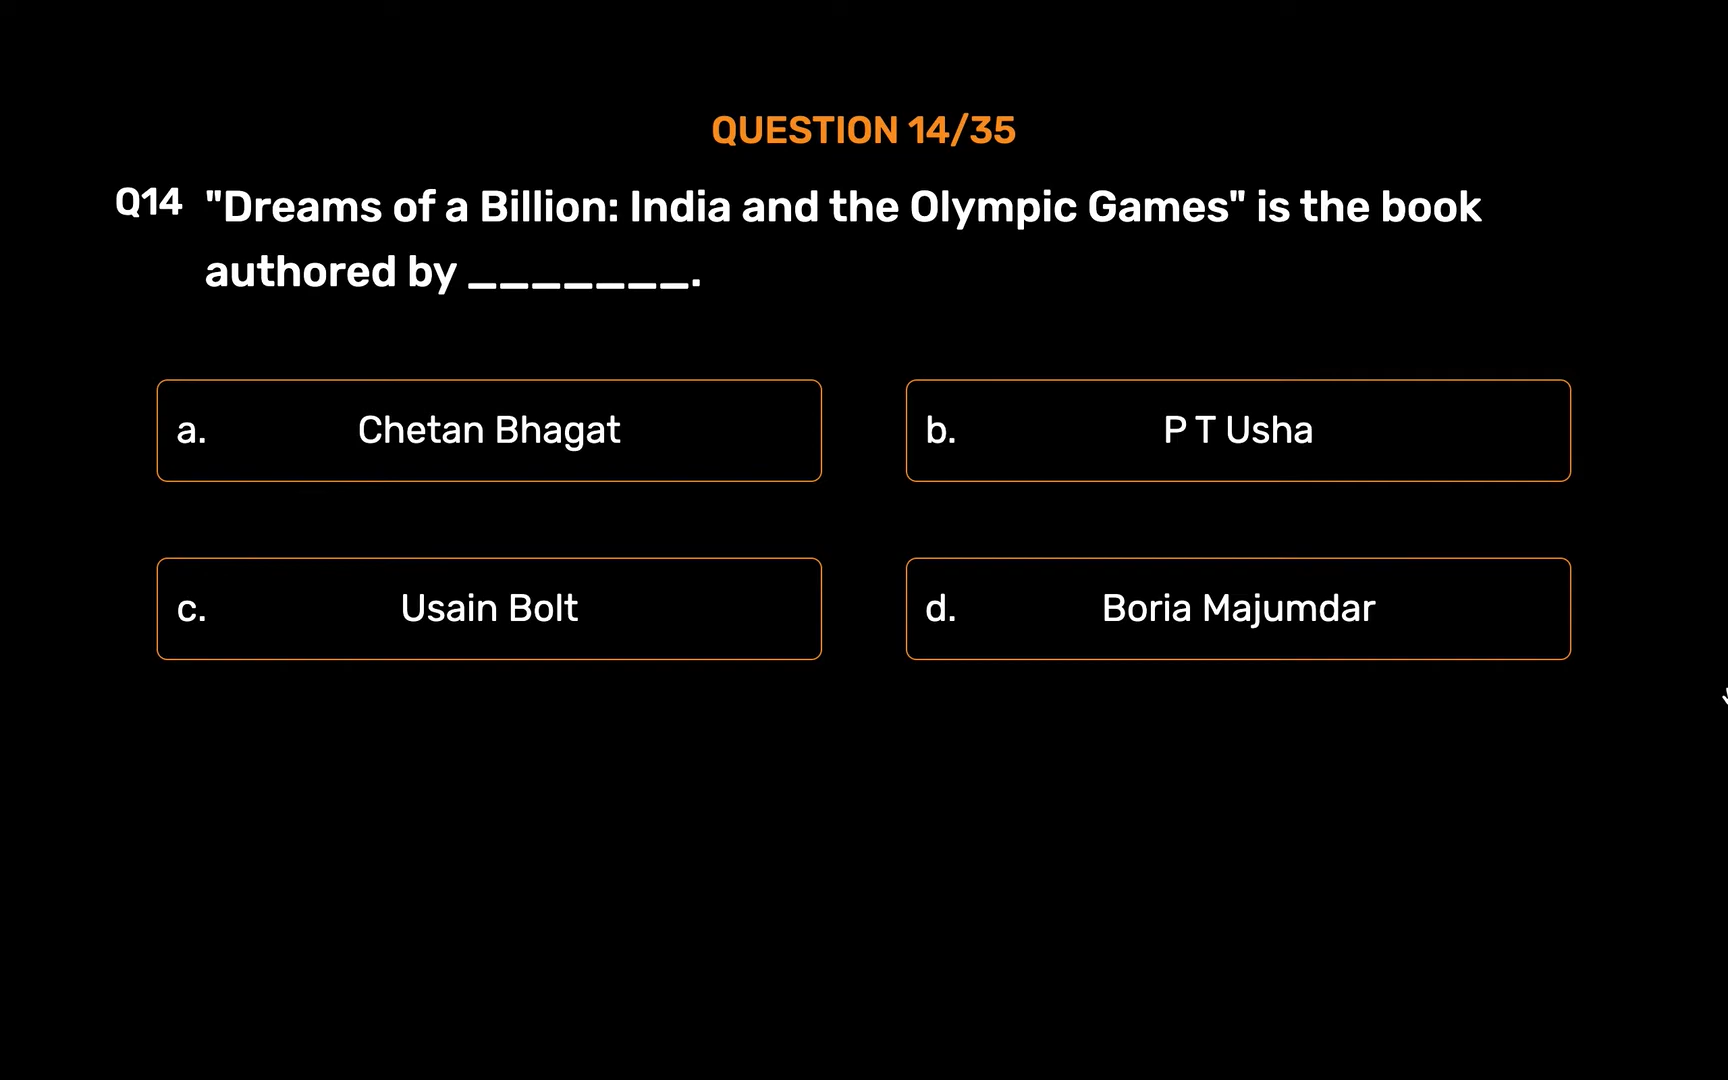 QUESTION 14/35
Q14 "Dreams of a Billion: India and the Olympic Games" is the book
authored by _______.
a. Chetan Bhagat
b. P T Usha
c. Usain Bolt
d. Boria Majumdar